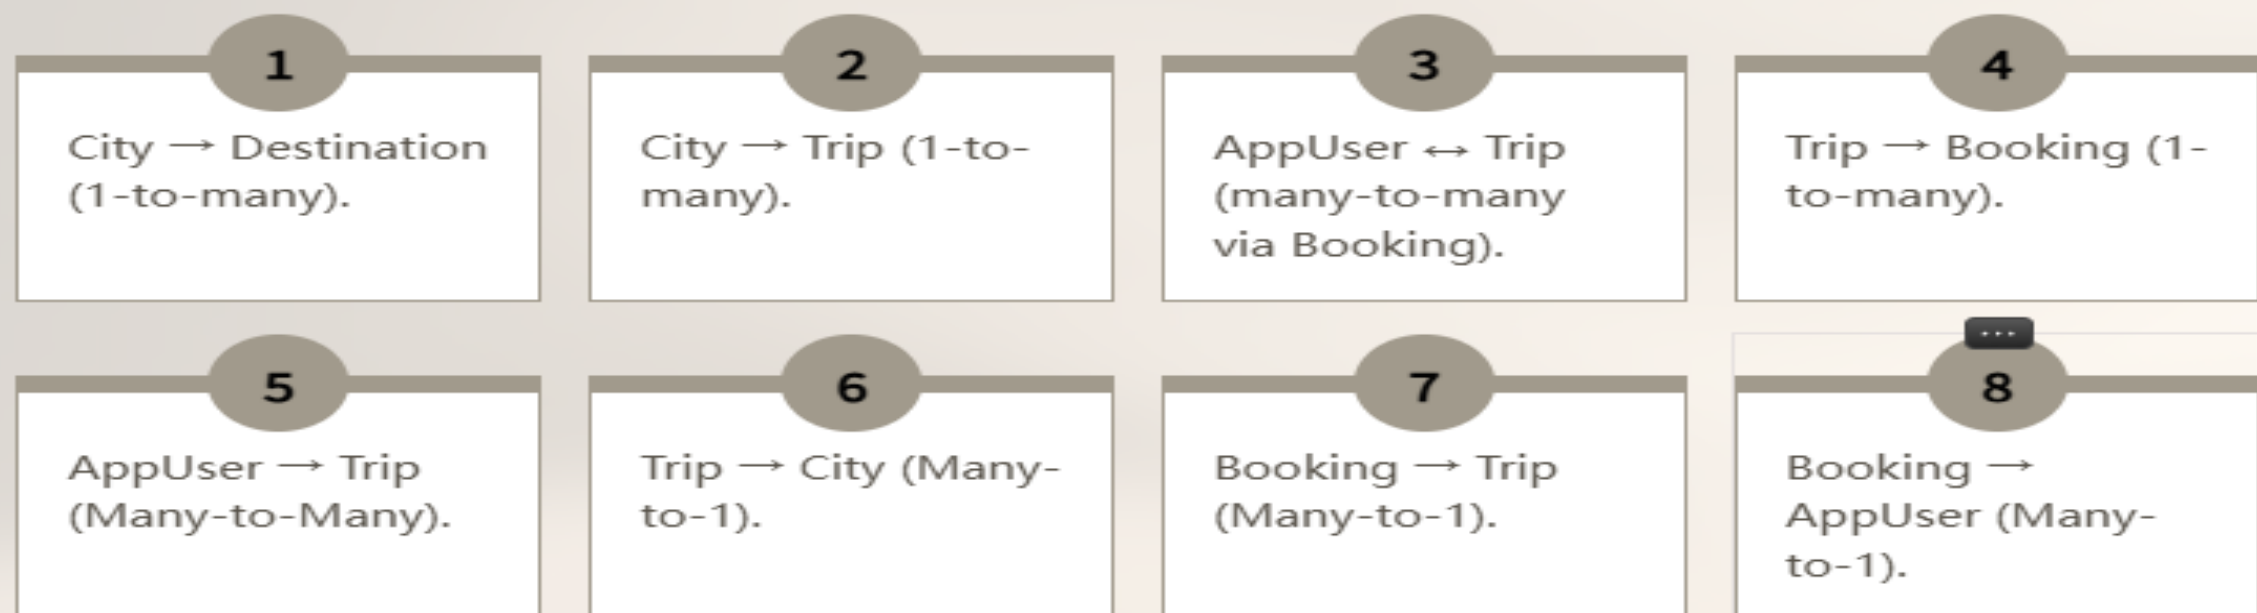 1
City → Destination
(1-to-many).
2
City → Trip (1-to-
many).
3
AppUser ↔ Trip
(many-to-many
via Booking).
4
Trip → Booking (1-
to-many).
5
AppUser → Trip
(Many-to-Many).
6
Trip → City (Many-
to-1).
7
Booking → Trip
(Many-to-1).
8
Booking →
AppUser (Many-
to-1).